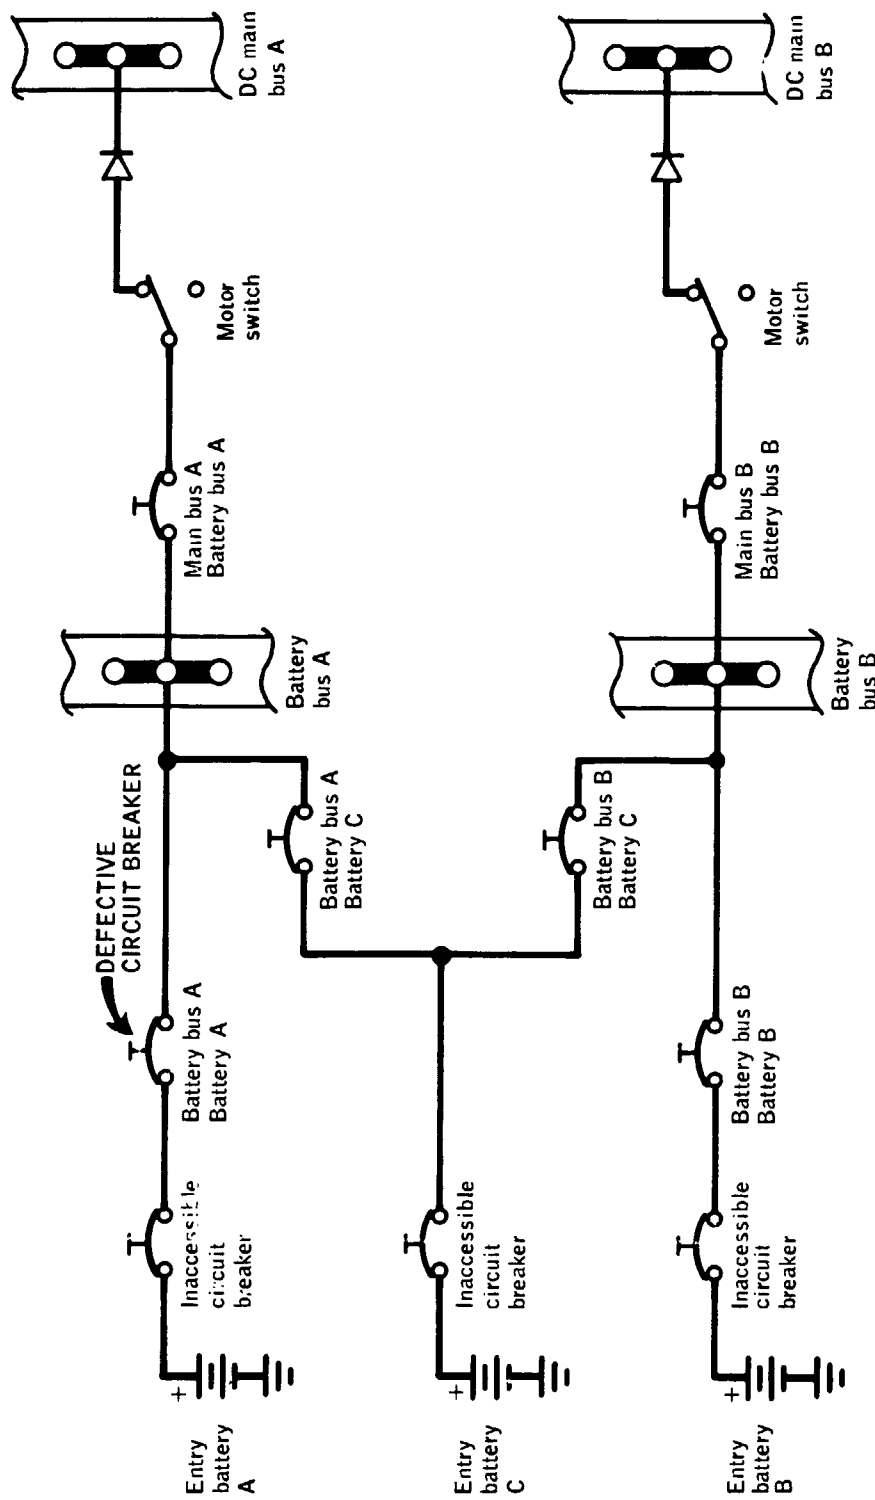 DC main
bus A
Motor
switch
Main bus A
Battery bus A
Battery
bus A
DEFECTIVE
CIRCUIT BREAKER
Battery bus A
Battery C
Battery bus A
Battery A
Inaccessible
circuit
breaker
+
Entry
battery
A
Inaccessible
circuit
breaker
+
Entry
battery
C
DC main
bus B
Motor
switch
Main bus B
Battery bus B
Battery
bus B
Battery bus B
Battery C
Battery bus B
Battery B
Inaccessible
circuit
breaker
+
Entry
battery
B